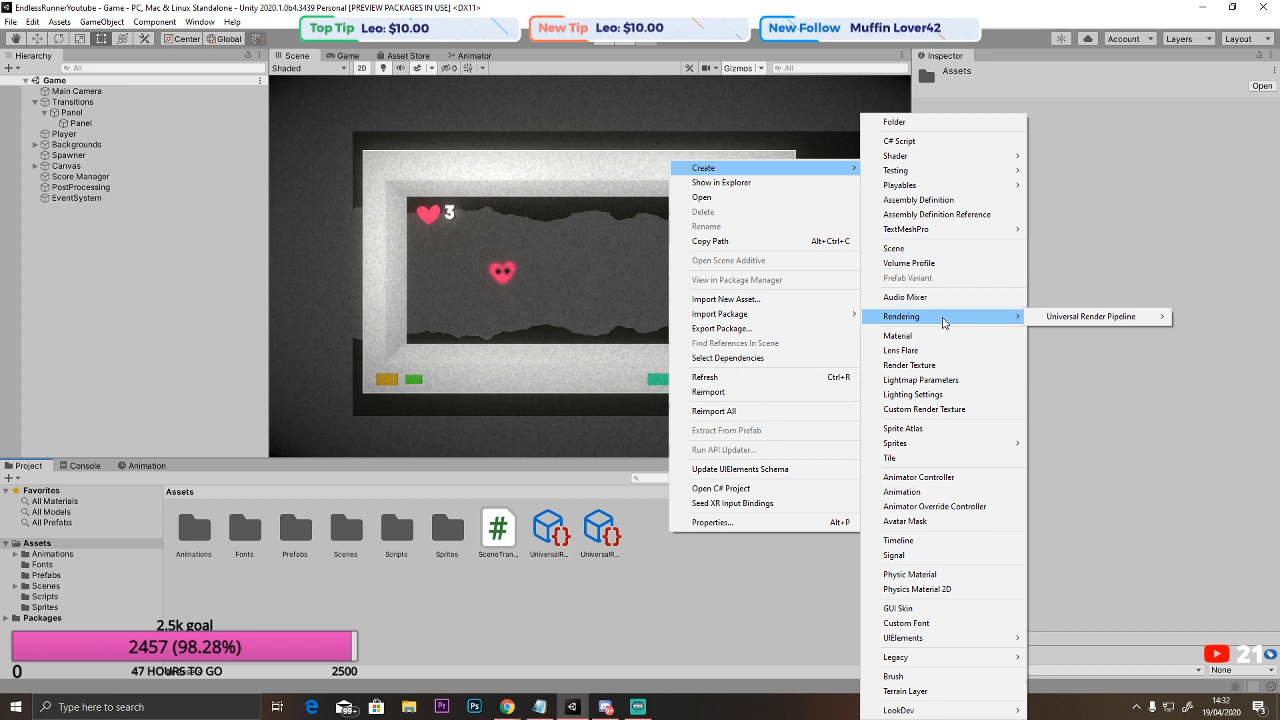 EndlessRunnerYoutube - Game - PC, Mac & Linux Standalone - Unity 2020.1.0b4.3439 Personal [PREVIEW PACKAGES IN USE] <DX11>
File Edit Assets GameObject Component Window Help
Top Tip Leo: $10.00
New Tip Leo: $10.00
New Follow Muffin Lover42
Center Global
Account Layers Layout
Hierarchy
Scene Game Asset Store Animator
Inspector
All
Shaded 2D 0 Gizmos All
Assets
Open
Game
Main Camera
Transitions
Panel
Panel
Player
Backgrounds
Spawner
Canvas
Score Manager
PostProcessing
EventSystem
3
Create
Show in Explorer
Open
Delete
Rename
Copy Path Alt+Ctrl+C
Open Scene Additive
View in Package Manager
Import New Asset...
Import Package
Export Package...
Find References In Scene
Select Dependencies
Refresh Ctrl+R
Reimport
Reimport All
Extract From Prefab
Run API Updater...
Update UIElements Schema
Open C# Project
Seed XR Input Bindings
Properties... Alt+P
Folder
C# Script
Shader
Testing
Playables
Assembly Definition
Assembly Definition Reference
TextMeshPro
Scene
Volume Profile
Prefab Variant
Audio Mixer
Rendering
Universal Render Pipeline
Material
Lens Flare
Render Texture
Lightmap Parameters
Lighting Settings
Custom Render Texture
Sprite Atlas
Sprites
Tile
Animator Controller
Animation
Animator Override Controller
Avatar Mask
Timeline
Signal
Physic Material
Physics Material 2D
GUI Skin
Custom Font
UIElements
Legacy
Brush
Terrain Layer
LookDev
Project Console Animation
Favorites
All Materials
All Models
All Prefabs
Assets
Animations
Fonts
Prefabs
Scenes
Scripts
Sprites
Packages
Assets
Animations Fonts Prefabs Scenes Scripts Sprites SceneTran... UniversalR... UniversalR...
2.5k goal
2457 (98.28%)
0 47 HOURS TO GO 2500
21
None
Type here to search
99+
14:32
19/04/2020